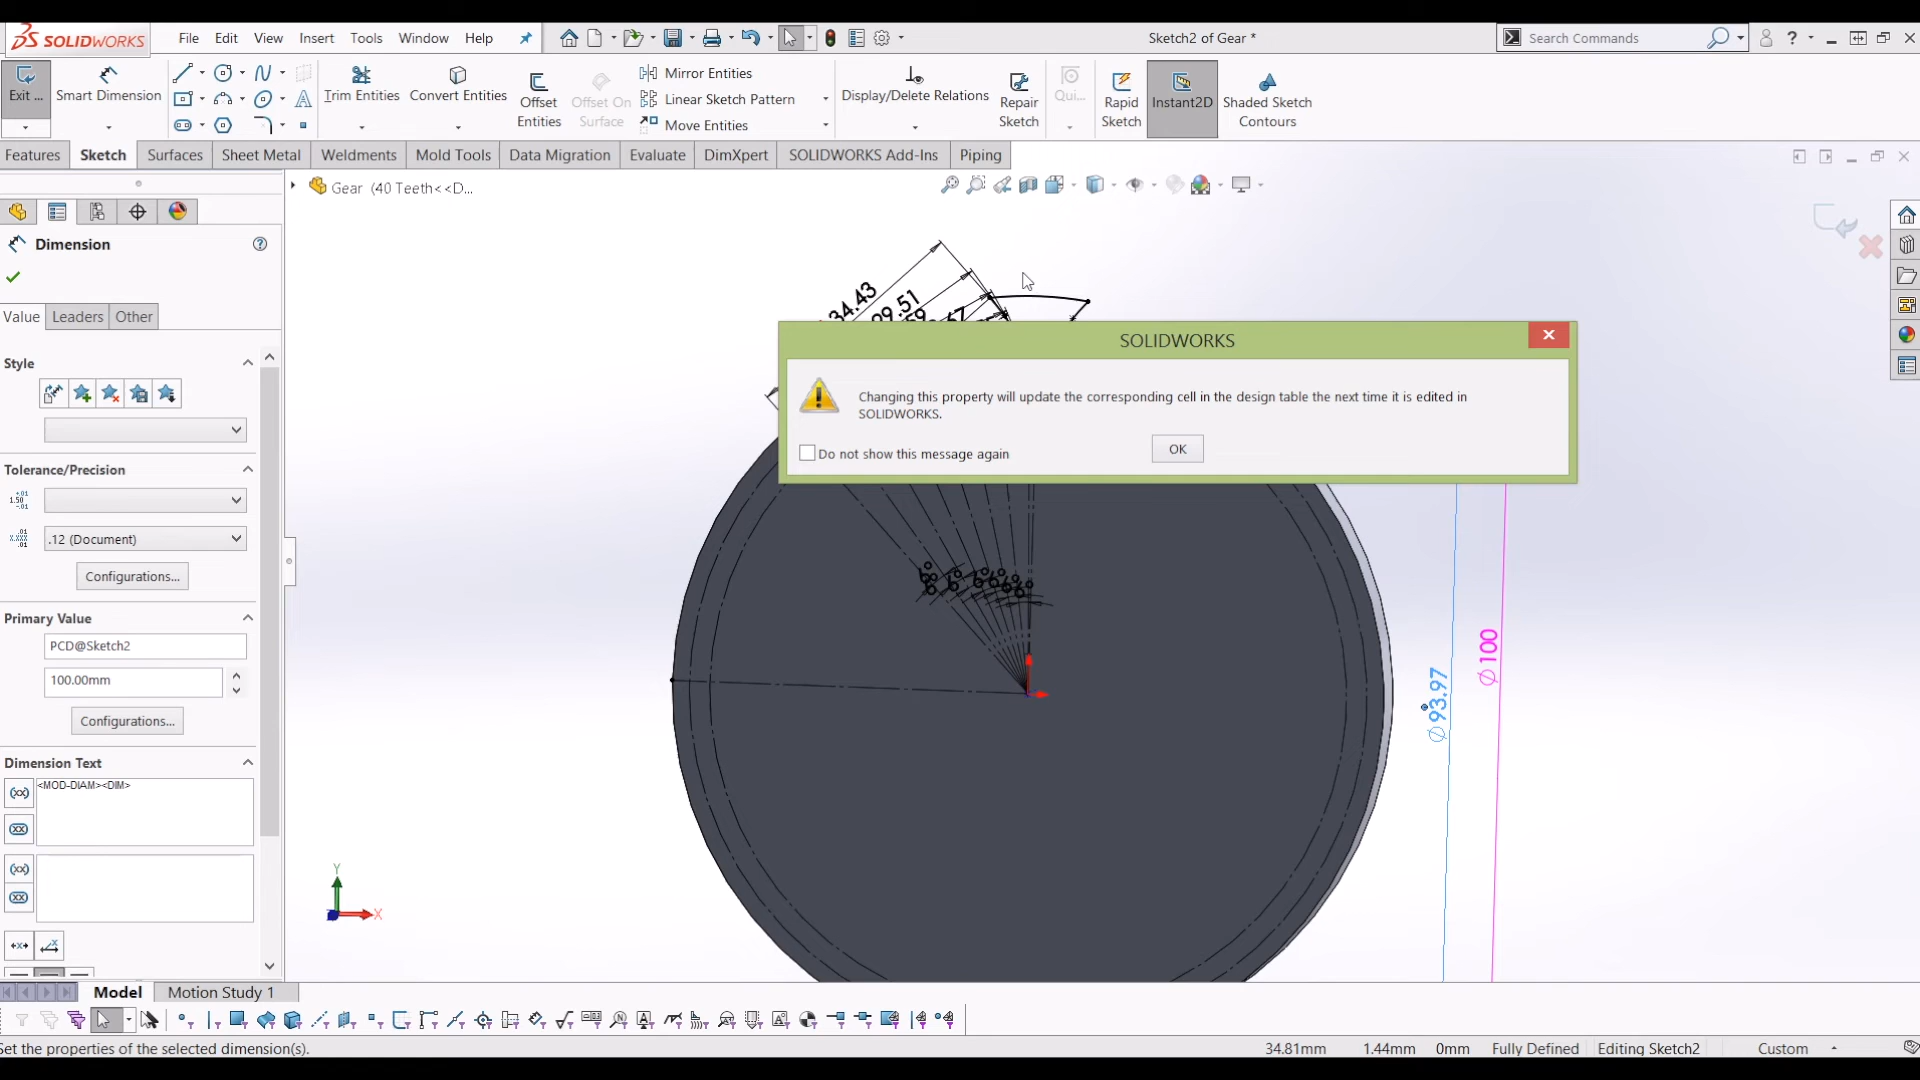 SOLIDWORKS
File Edit View Insert Tools Window Help
Sketch2 of Gear *
Search Commands
Exit ...
Smart Dimension
Trim Entities
Convert Entities
Offset Entities
Offset On Surface
Mirror Entities
Linear Sketch Pattern
Move Entities
Display/Delete Relations
Repair Sketch
Qui...
Rapid Sketch
Instant2D
Shaded Sketch Contours
Features Sketch Surfaces Sheet Metal Weldments Mold Tools Data Migration Evaluate DimXpert SOLIDWORKS Add-Ins Piping
Gear (40 Teeth<<D...
Dimension
Value Leaders Other
Style
Tolerance/Precision
.12 (Document)
Configurations...
Primary Value
PCD@Sketch2
100.00mm
Configurations...
Dimension Text
<MOD-DIAM><DIM>
34.43
SOLIDWORKS
Changing this property will update the corresponding cell in the design table the next time it is edited in
SOLIDWORKS.
Do not show this message again
OK
∅93.97
∅100
Y
X
Model Motion Study 1
Set the properties of the selected dimension(s).
34.81mm 1.44mm 0mm Fully Defined Editing Sketch2 Custom